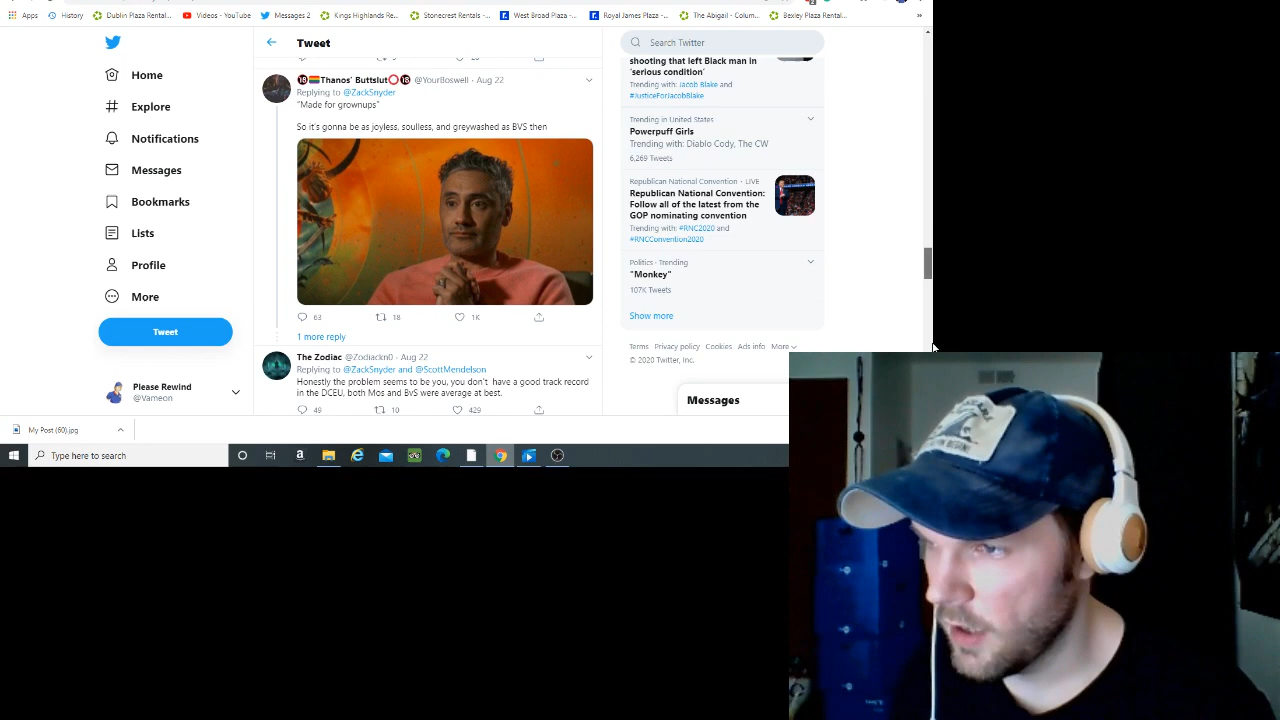 Apps
History
Dublin Plaza Rental...
Videos - YouTube
Messages 2
Kings Highlands Re...
Stonecrest Rentals -...
West Broad Plaza -...
Royal James Plaza -...
The Abigail - Colum...
Bexley Plaza Rental...
»
Home
Explore
Notifications
Messages
Bookmarks
Lists
Profile
More
Tweet
Please Rewind
@Vameon
Tweet
Thanos' Buttslut @YourBoswell · Aug 22
Replying to @ZackSnyder
"Made for grownups"
So it's gonna be as joyless, soulless, and greywashed as BVS then
63 18 1K
1 more reply
The Zodiac @Zodiackn0 · Aug 22
Replying to @ZackSnyder and @ScottMendelson
Honestly the problem seems to be you, you don't have a good track record
in the DCEU, both Mos and BvS were average at best.
49 10 429
Search Twitter
shooting that left Black man in
'serious condition'
Trending with: Jacob Blake and
#JusticeForJacobBlake
Trending in United States
Powerpuff Girls
Trending with: Diablo Cody, The CW
6,269 Tweets
Republican National Convention · LIVE
Republican National Convention:
Follow all of the latest from the
GOP nominating convention
Trending with: #RNC2020 and
#RNCConvention2020
Politics · Trending
"Monkey"
107K Tweets
Show more
Terms Privacy policy Cookies Ads info More
© 2020 Twitter, Inc.
Messages
My Post (60).jpg
Type here to search